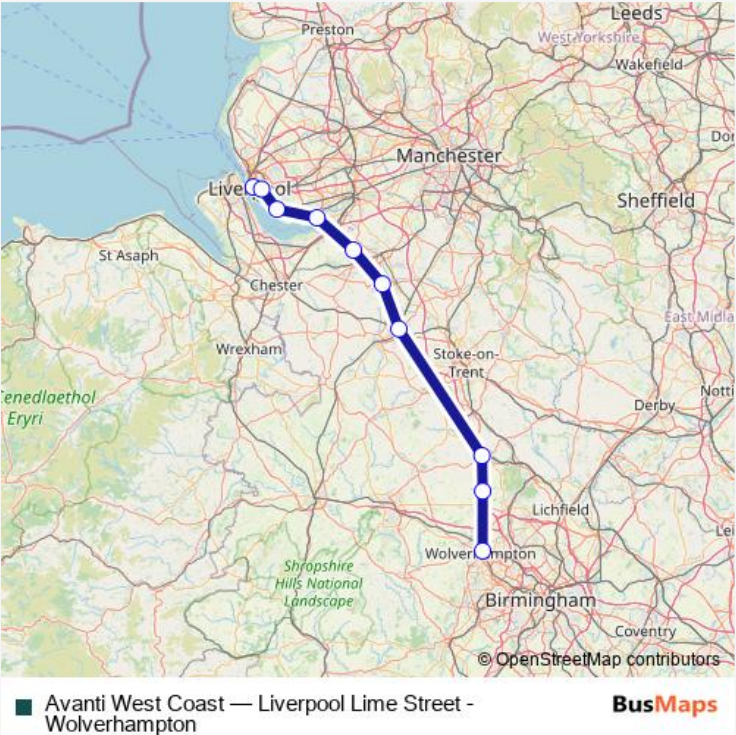 Leeds
Preston
West Yorkshire
Wakefield
Manchester
Liverpool
Sheffield
St Asaph
Chester
East Midla
Wrexham
Stoke-on-
Trent
Cenedlaethol
Eryri
Derby
Notti
Lichfield
Lei
Wolverhampton
Shropshire
Hills National
Landscape
Birmingham
Coventry
© OpenStreetMap contributors
Avanti West Coast — Liverpool Lime Street -
Wolverhampton
BusMaps